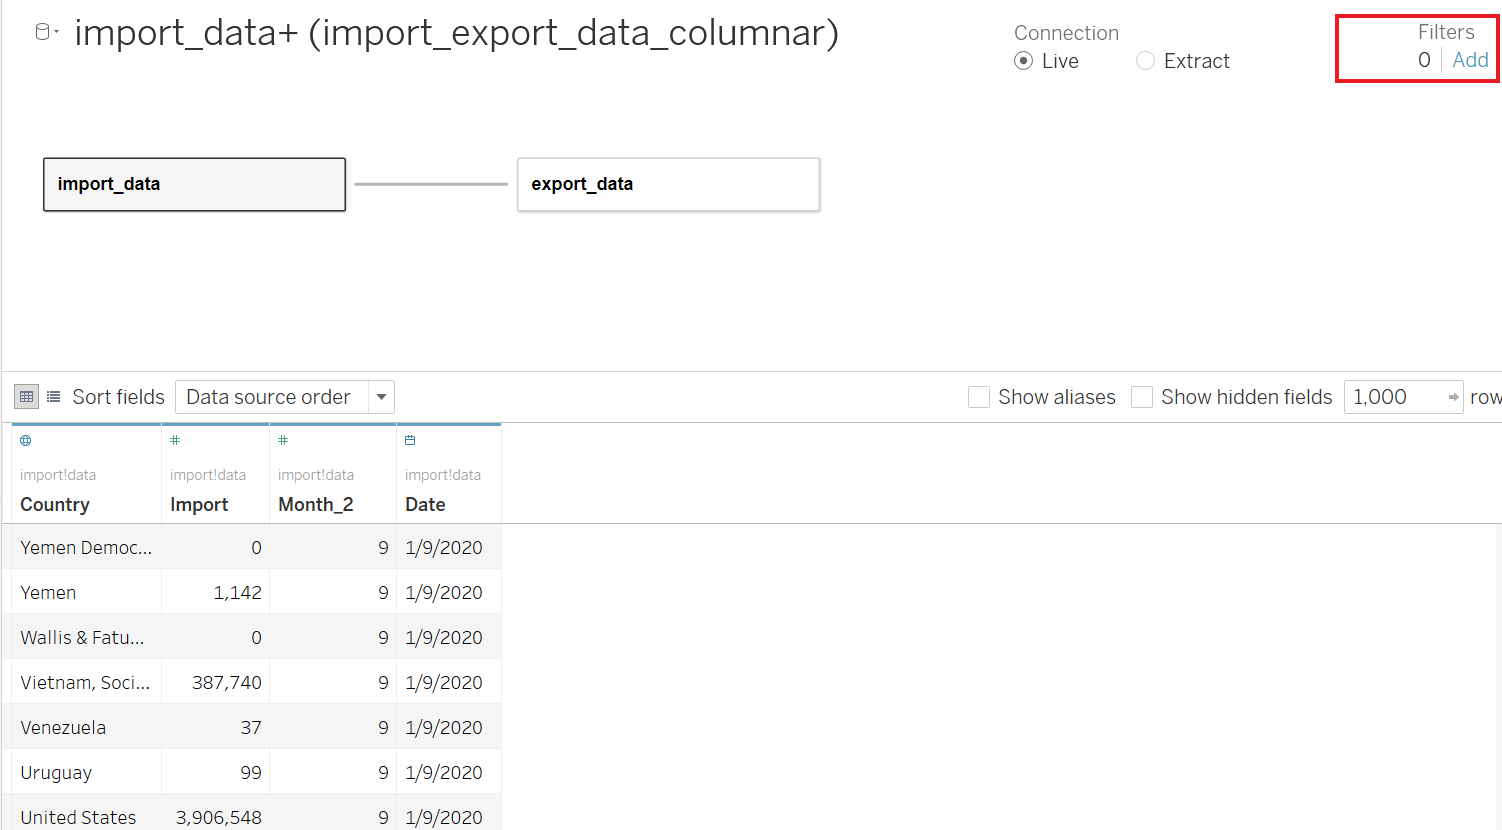 import_data+ (import_export_data_columnar)
Connection
Live Extract
Filters
0 Add
import_data export_data
Sort fields Data source order Show aliases Show hidden fields 1,000 row
import!data import!data import!data import!data
Country Import Month_2 Date
Yemen Democ... 0 9 1/9/2020
Yemen 1,142 9 1/9/2020
Wallis & Fatu... 0 9 1/9/2020
Vietnam, Soci... 387,740 9 1/9/2020
Venezuela 37 9 1/9/2020
Uruguay 99 9 1/9/2020
United States 3,906,548 9 1/9/2020